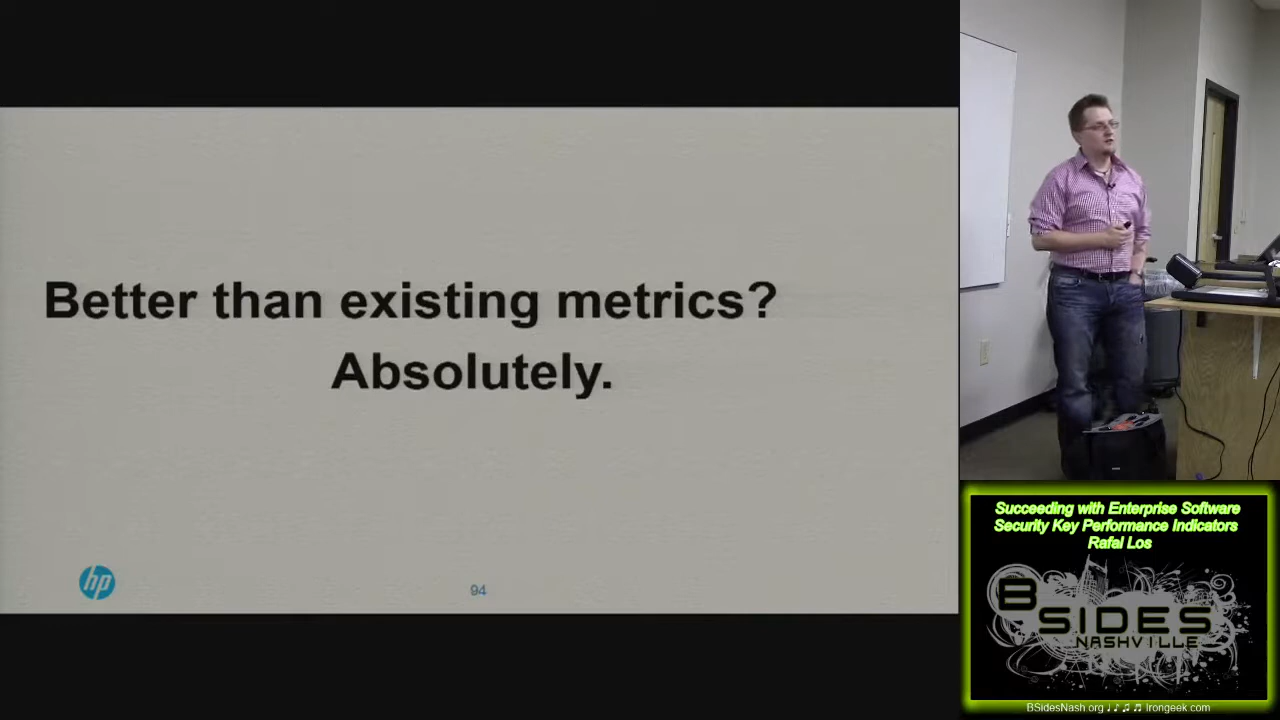 Better than existing metrics?
Absolutely.
hp
94
Succeeding with Enterprise Software
Security Key Performance Indicators
Rafal Los
B
SIDES
NASHVILLE
BSidesNash.org ♩ ♪ ♫ ♬ Irongeek.com